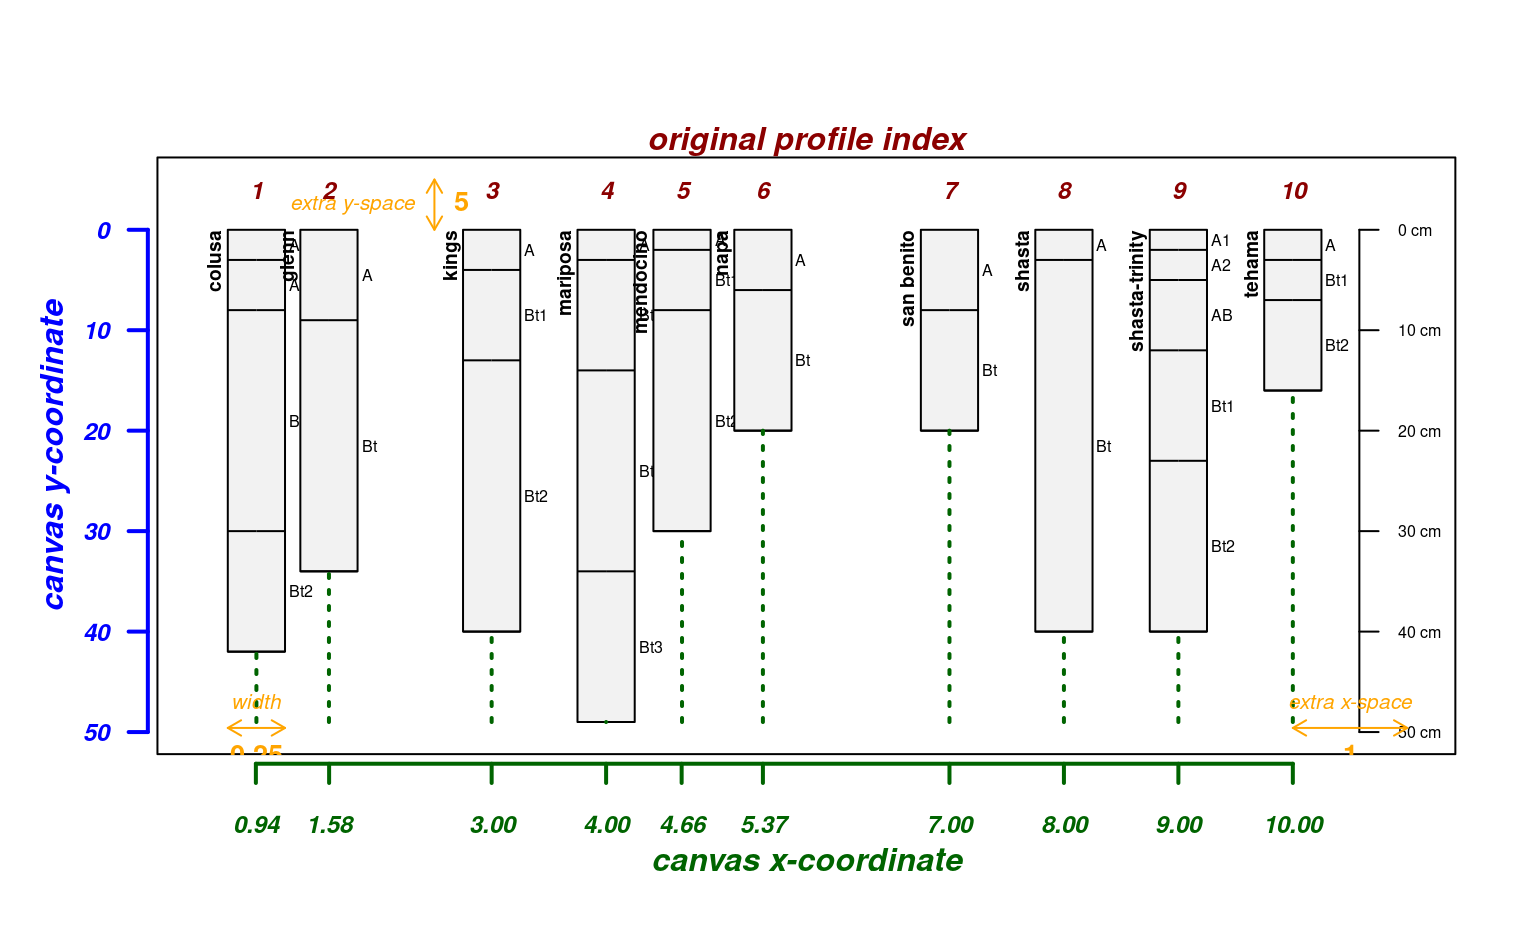 original profile index
1 2 3 4 5 6 7 8 9 10
extra y-space 5
canvas y-coordinate
0
10
20
30
40
50
colusa
A
A
Bt2
glenn
A
Bt
kings
A
Bt1
Bt2
mariposa
Bt3
mendocino
napa
A
Bt
san benito
A
Bt
shasta
A
Bt
shasta-trinity
A1
A2
AB
Bt1
Bt2
tehama
A
Bt1
Bt2
0 cm
10 cm
20 cm
30 cm
40 cm
50 cm
width
0.25
extra x-space
1
0.94 1.58 3.00 4.00 4.66 5.37 7.00 8.00 9.00 10.00
canvas x-coordinate